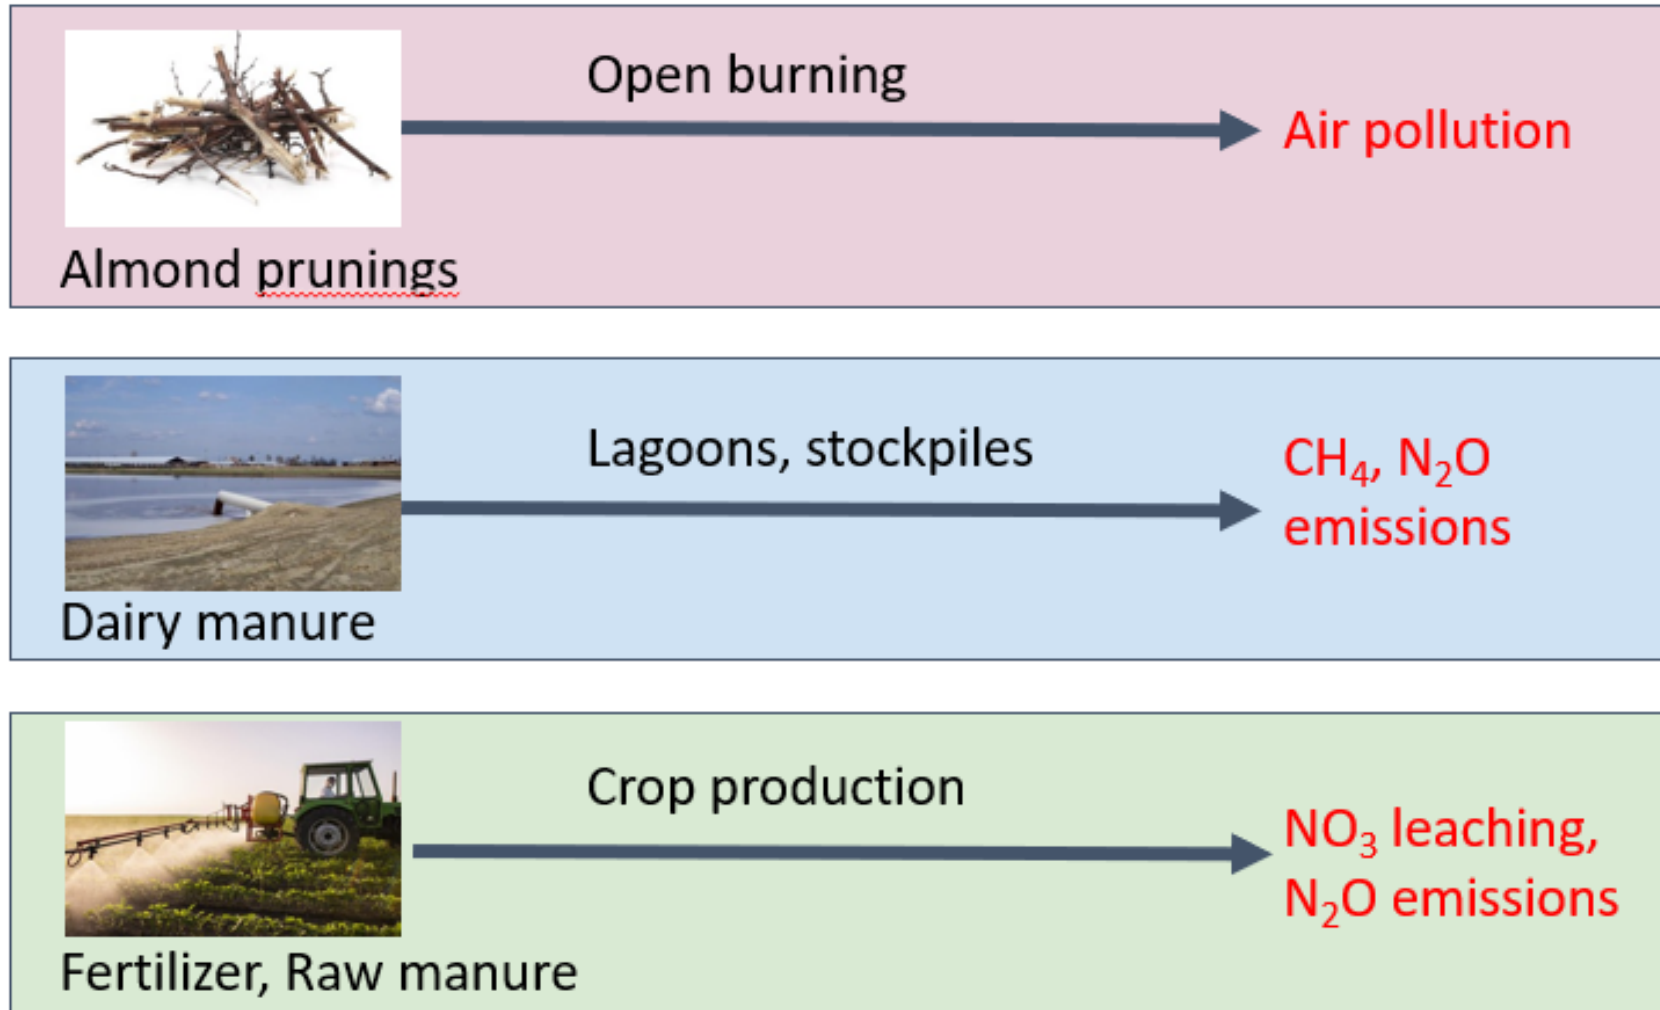 Open burning
Air pollution
Almond prunings
Lagoons, stockpiles
CH₄, N₂O
emissions
Dairy manure
Crop production
NO₃ leaching,
N₂O emissions
Fertilizer, Raw manure